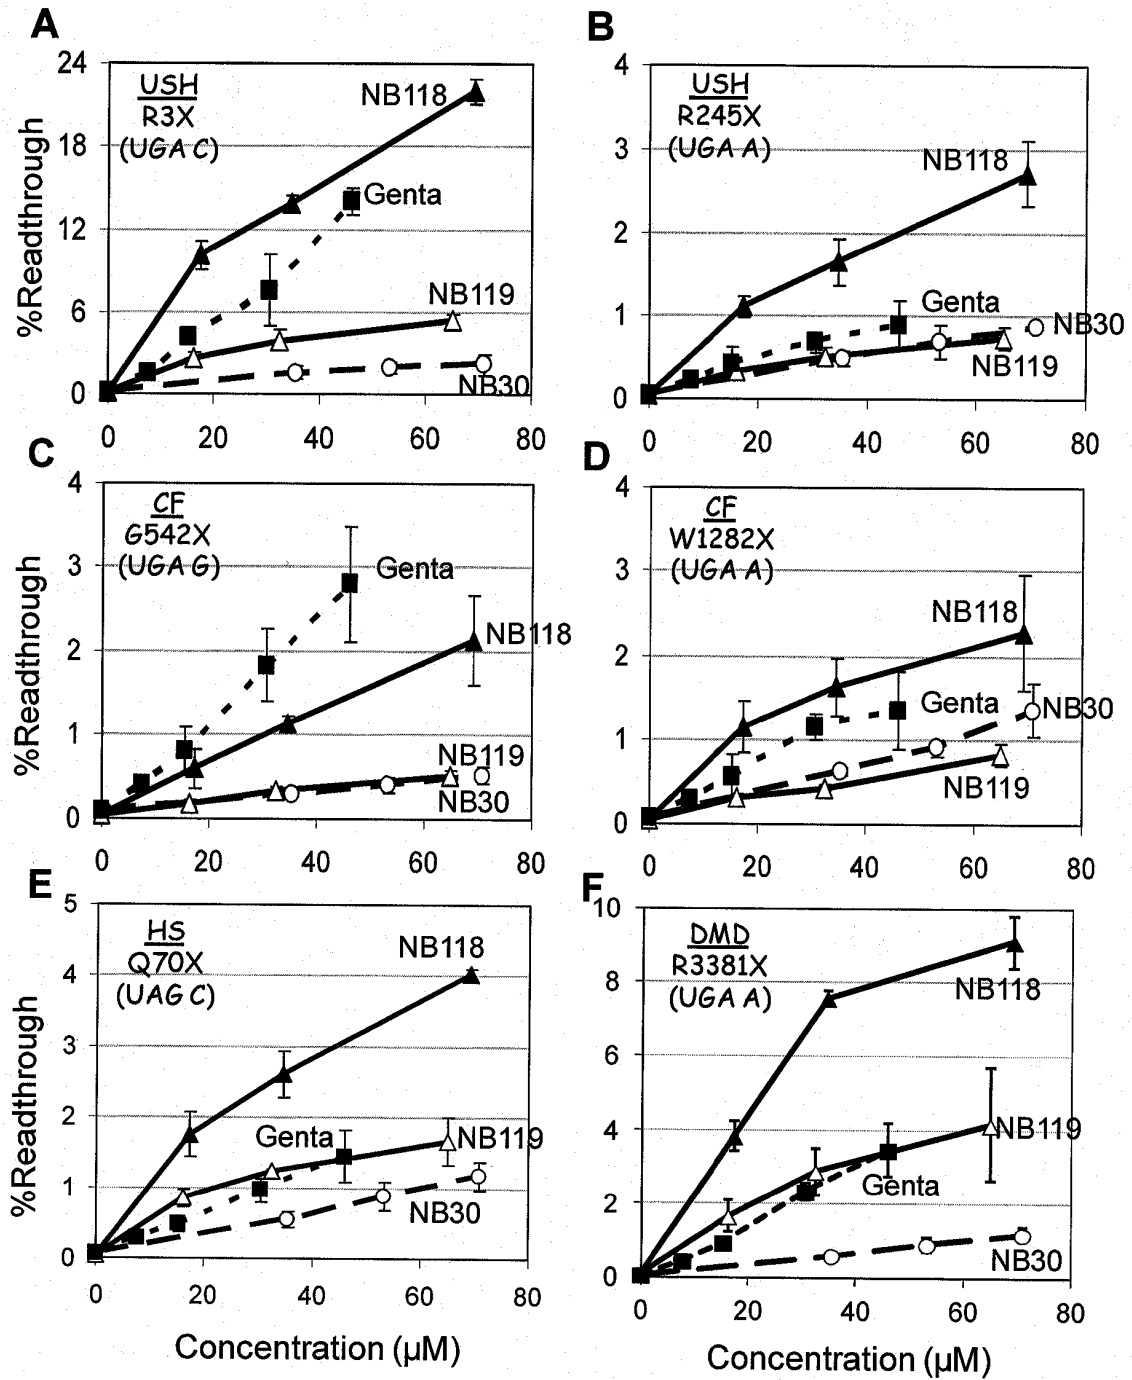 A
%Readthrough
24
18
12
6
0
USH
R3X
(UGA C)
NB118
Genta
NB119
NB30
0 20 40 60 80
B
4
3
2
1
0
USH
R245X
(UGA A)
NB118
Genta
NB30
NB119
0 20 40 60 80
C
%Readthrough
4
3
2
1
0
CF
G542X
(UGA G)
Genta
NB118
NB119
NB30
0 20 40 60 80
D
4
3
2
1
0
CF
W1282X
(UGA A)
NB118
Genta
NB30
NB119
0 20 40 60 80
E
%Readthrough
5
4
3
2
1
0
HS
Q70X
(UAG C)
NB118
Genta
NB119
NB30
0 20 40 60 80
Concentration (µM)
F
10
8
6
4
2
0
DMD
R3381X
(UGA A)
NB118
NB119
Genta
NB30
0 20 40 60 80
Concentration (µM)